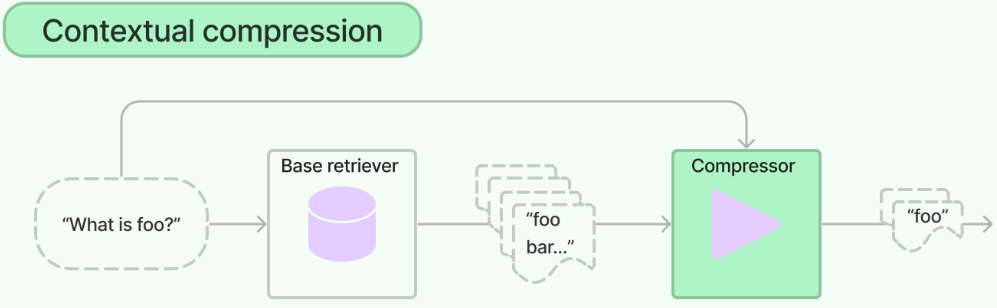 Contextual compression
“What is foo?”
Base retriever
“foo
bar...”
Compressor
“foo”